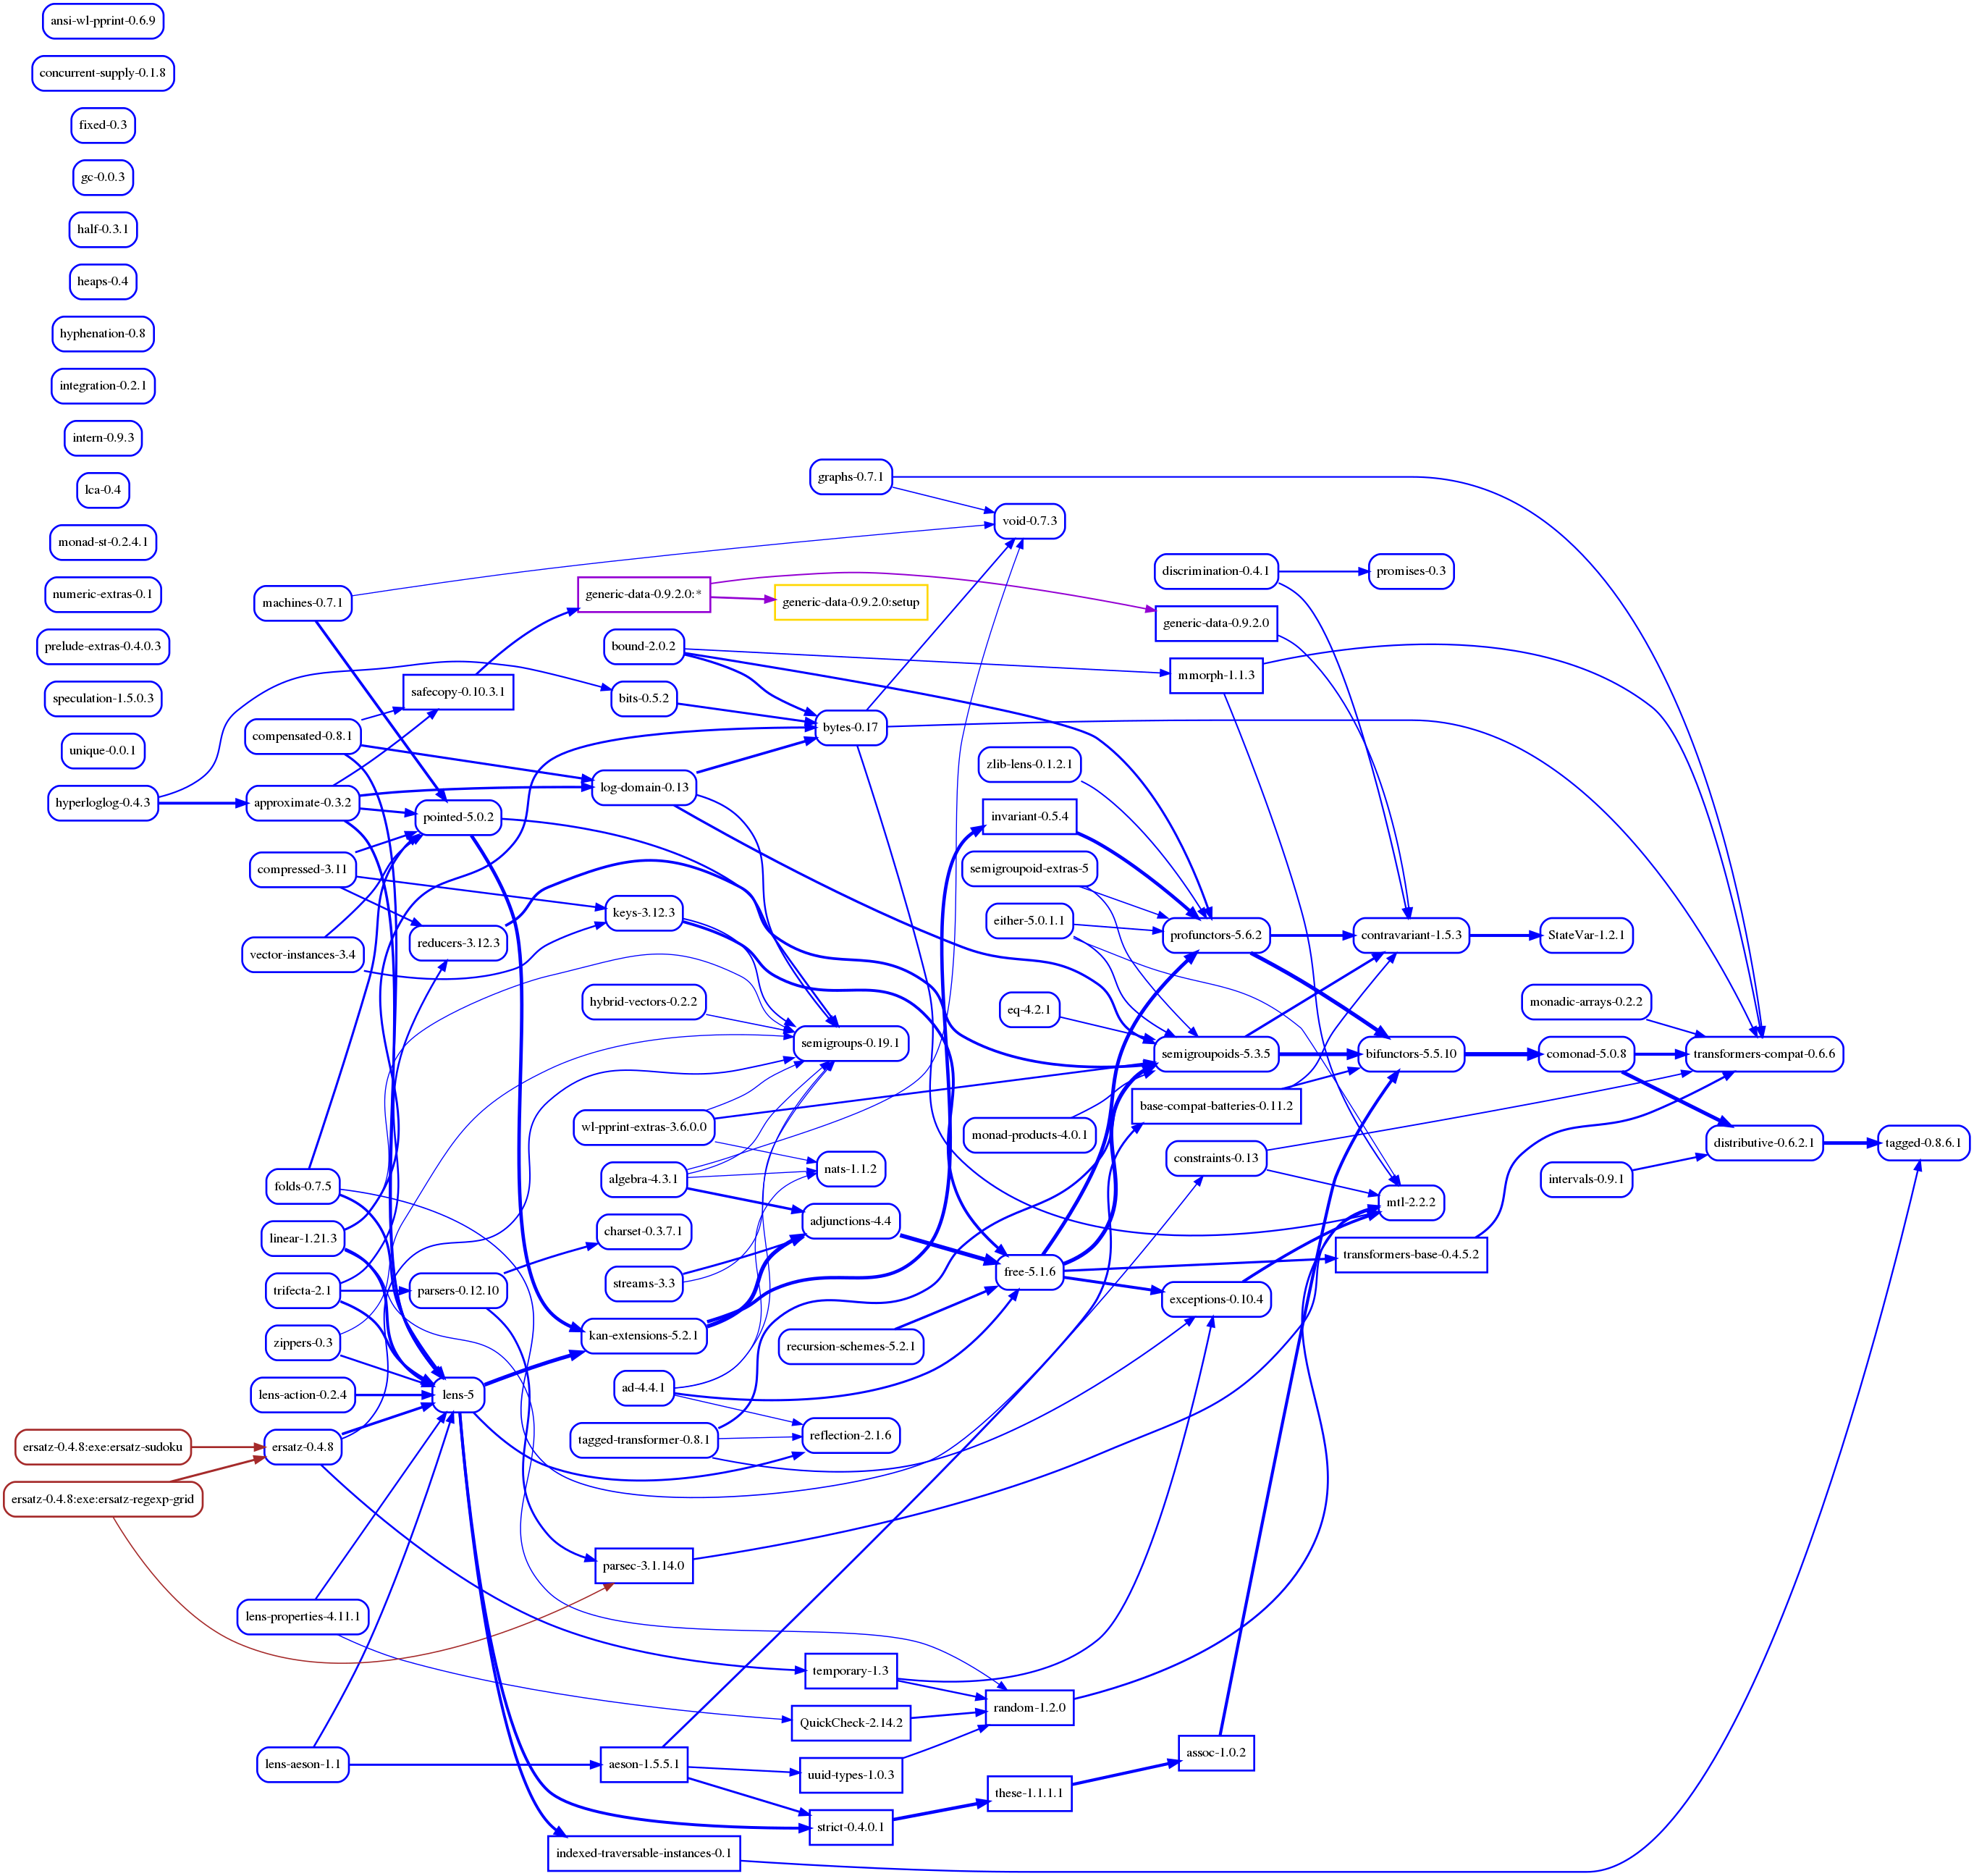 ansi-wl-pprint-0.6.9
concurrent-supply-0.1.8
fixed-0.3
gc-0.0.3
half-0.3.1
heaps-0.4
hyphenation-0.8
integration-0.2.1
intern-0.9.3
lca-0.4
monad-st-0.2.4.1
numeric-extras-0.1
prelude-extras-0.4.0.3
speculation-1.5.0.3
unique-0.0.1
hyperloglog-0.4.3
ersatz-0.4.8:exe:ersatz-sudoku
ersatz-0.4.8:exe:ersatz-regexp-grid
machines-0.7.1
compensated-0.8.1
approximate-0.3.2
compressed-3.11
vector-instances-3.4
folds-0.7.5
linear-1.21.3
trifecta-2.1
zippers-0.3
lens-action-0.2.4
ersatz-0.4.8
lens-properties-4.11.1
lens-aeson-1.1
safecopy-0.10.3.1
pointed-5.0.2
reducers-3.12.3
parsers-0.12.10
lens-5
generic-data-0.9.2.0:*
bound-2.0.2
bits-0.5.2
log-domain-0.13
keys-3.12.3
hybrid-vectors-0.2.2
wl-pprint-extras-3.6.0.0
algebra-4.3.1
charset-0.3.7.1
streams-3.3
kan-extensions-5.2.1
ad-4.4.1
tagged-transformer-0.8.1
parsec-3.1.14.0
aeson-1.5.5.1
indexed-traversable-instances-0.1
graphs-0.7.1
generic-data-0.9.2.0:setup
bytes-0.17
semigroups-0.19.1
nats-1.1.2
adjunctions-4.4
recursion-schemes-5.2.1
reflection-2.1.6
temporary-1.3
QuickCheck-2.14.2
uuid-types-1.0.3
strict-0.4.0.1
void-0.7.3
zlib-lens-0.1.2.1
invariant-0.5.4
semigroupoid-extras-5
either-5.0.1.1
eq-4.2.1
monad-products-4.0.1
free-5.1.6
random-1.2.0
these-1.1.1.1
discrimination-0.4.1
generic-data-0.9.2.0
mmorph-1.1.3
profunctors-5.6.2
semigroupoids-5.3.5
base-compat-batteries-0.11.2
constraints-0.13
exceptions-0.10.4
assoc-1.0.2
promises-0.3
contravariant-1.5.3
bifunctors-5.5.10
mtl-2.2.2
transformers-base-0.4.5.2
StateVar-1.2.1
monadic-arrays-0.2.2
comonad-5.0.8
intervals-0.9.1
transformers-compat-0.6.6
distributive-0.6.2.1
tagged-0.8.6.1